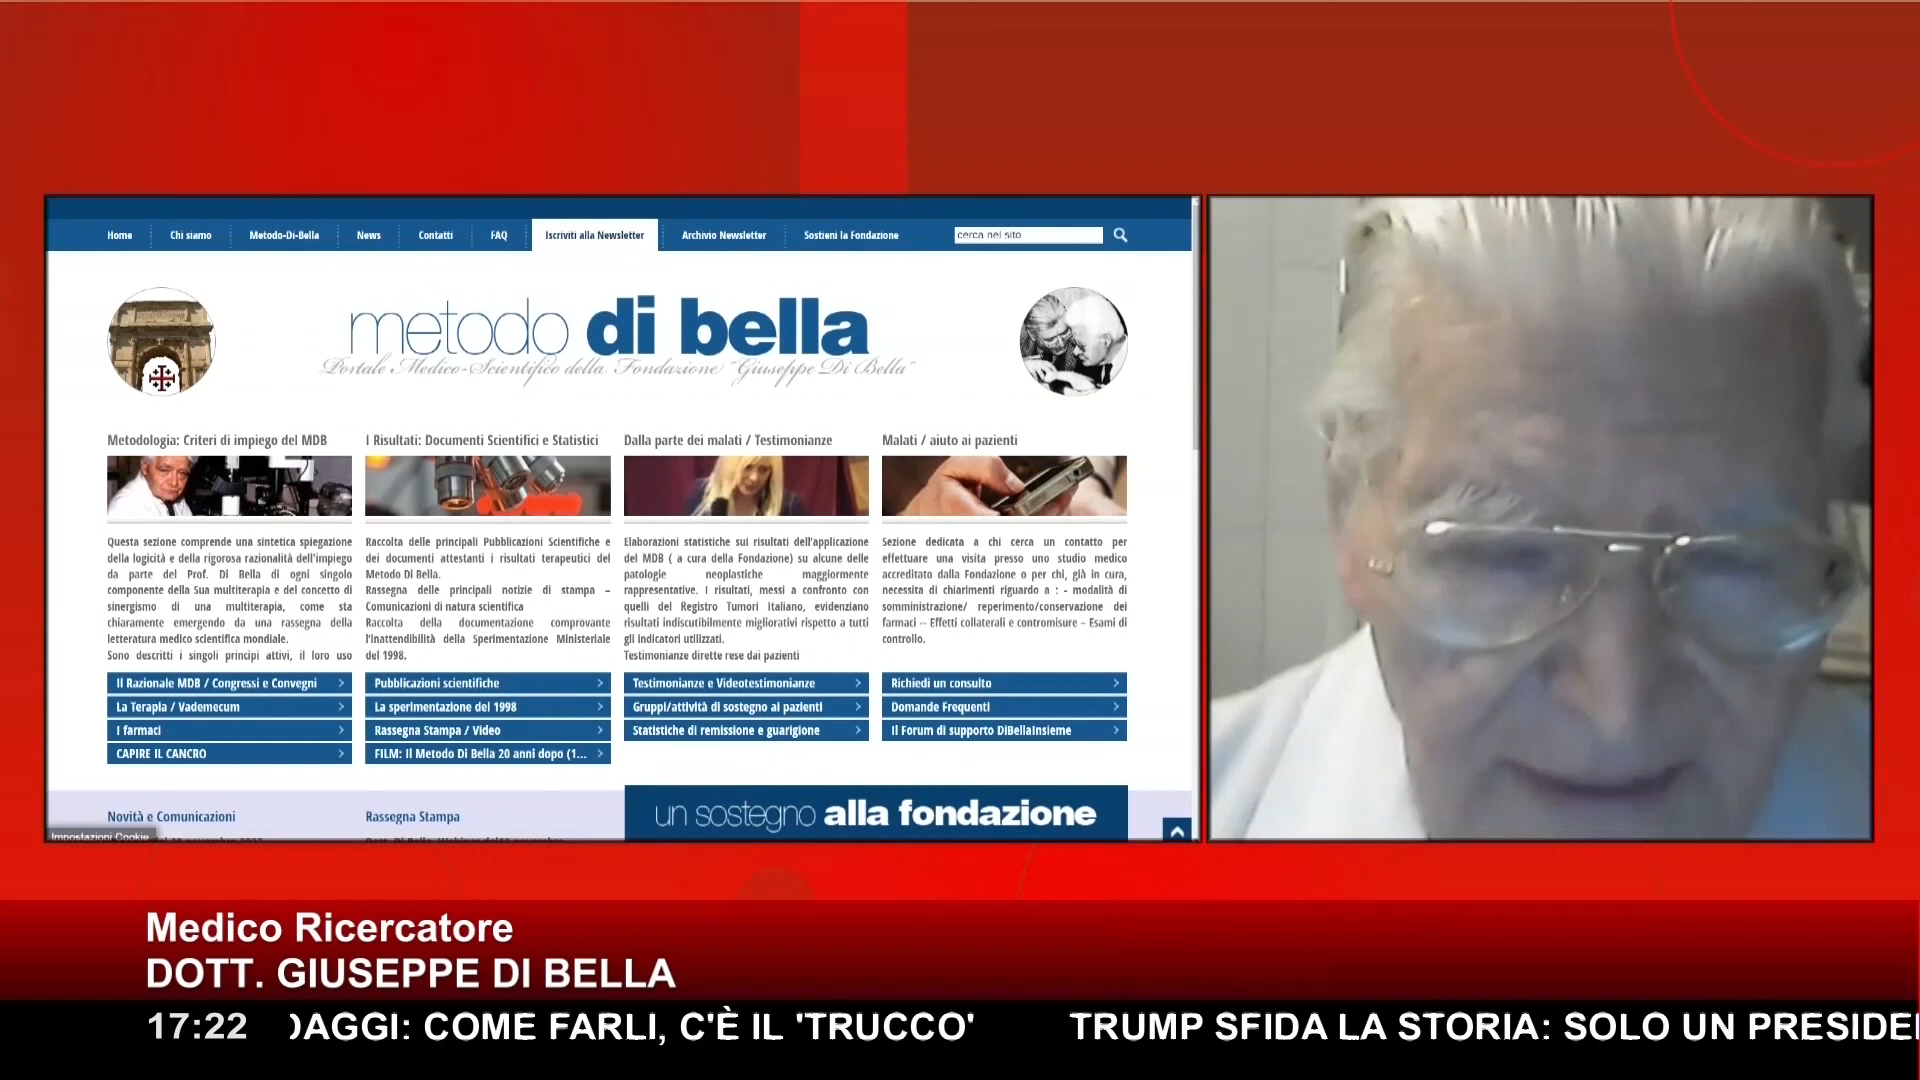 Home
Chi siamo
Metodo-Di-Bella
News
Contatti
FAQ
Iscriviti alla Newsletter
Archivio Newsletter
Sostieni la Fondazione
cerca nel sito
metodo di bella
Portale Medico-Scientifico della Fondazione "Giuseppe Di Bella"
Metodologia: Criteri di impiego del MDB
Questa sezione comprende una sintetica spiegazione
della logicità e della rigorosa razionalità dell'impiego
da parte del Prof. Di Bella di ogni singolo
componente della Sua multiterapia e del concetto di
sinergismo di una multiterapia, come sta
chiaramente emergendo da una rassegna della
letteratura medico scientifica mondiale.
Sono descritti i singoli principi attivi, il loro uso
Il Razionale MDB / Congressi e Convegni
La Terapia / Vademecum
I farmaci
CAPIRE IL CANCRO
I Risultati: Documenti Scientifici e Statistici
Raccolta delle principali Pubblicazioni Scientifiche e
dei documenti attestanti i risultati terapeutici del
Metodo Di Bella.
Rassegna delle principali notizie di stampa –
Comunicazioni di natura scientifica
Raccolta della documentazione comprovante
l'inattendibilità della Sperimentazione Ministeriale
del 1998.
Pubblicazioni scientifiche
La sperimentazione del 1998
Rassegna Stampa / Video
FILM: Il Metodo Di Bella 20 anni dopo (1...
Dalla parte dei malati / Testimonianze
Elaborazioni statistiche sui risultati dell'applicazione
del MDB ( a cura della Fondazione) su alcune delle
patologie neoplastiche maggiormente
rappresentative. I risultati, messi a confronto con
quelli del Registro Tumori Italiano, evidenziano
risultati indiscutibilmente migliorativi rispetto a tutti
gli indicatori utilizzati.
Testimonianze dirette rese dai pazienti
Testimonianze e Videotestimonianze
Gruppi/attività di sostegno ai pazienti
Statistiche di remissione e guarigione
Malati / aiuto ai pazienti
Sezione dedicata a chi cerca un contatto per
effettuare una visita presso uno studio medico
accreditato dalla Fondazione o per chi, già in cura,
necessita di chiarimenti riguardo a : - modalità di
somministrazione/ reperimento/conservazione dei
farmaci -- Effetti collaterali e contromisure – Esami di
controllo.
Richiedi un consulto
Domande Frequenti
Il Forum di supporto DiBellaInsieme
Novità e Comunicazioni
Rassegna Stampa
un sostegno alla fondazione
Impostazioni Cookie
Medico Ricercatore
DOTT. GIUSEPPE DI BELLA
17:22 DAGGI: COME FARLI, C'È IL 'TRUCCO' TRUMP SFIDA LA STORIA: SOLO UN PRESIDE